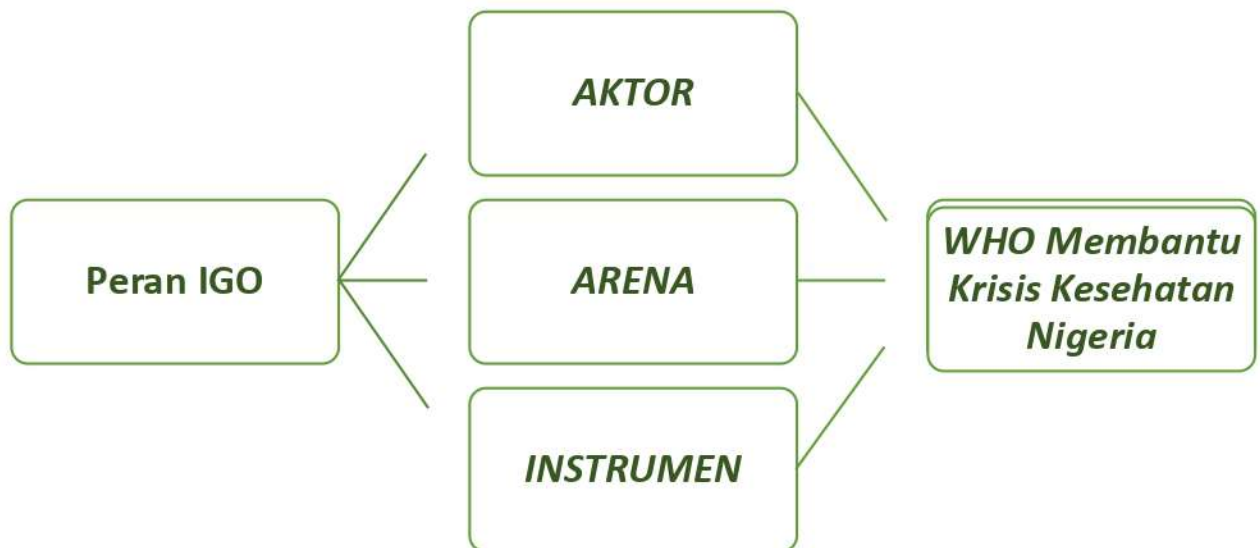 AKTOR
Peran IGO
ARENA
WHO Membantu
Krisis Kesehatan
Nigeria
INSTRUMEN